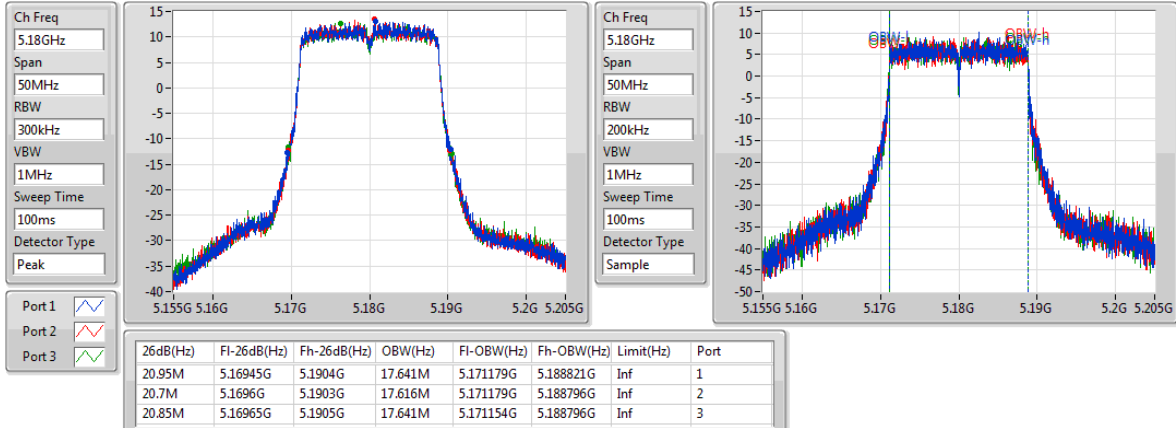 Ch Freq
5.18GHz
Span
50MHz
RBW
300kHz
VBW
1MHz
Sweep Time
100ms
Detector Type
Peak
15
10
5
0
-5
-10
-15
-20
-25
-30
-35
-40
5.155G 5.16G 5.17G 5.18G 5.19G 5.2G 5.205G
Ch Freq
5.18GHz
Span
50MHz
RBW
200kHz
VBW
1MHz
Sweep Time
100ms
Detector Type
Sample
15
10
5
0
-5
-10
-15
-20
-25
-30
-35
-40
-45
-50
OBW-h
5.155G 5.16G 5.17G 5.18G 5.19G 5.2G 5.205G
Port 1
Port 2
Port 3
26dB(Hz) Fl-26dB(Hz) Fh-26dB(Hz) OBW(Hz) Fl-OBW(Hz) Fh-OBW(Hz) Limit(Hz) Port
20.95M 5.16945G 5.1904G 17.641M 5.171179G 5.188821G Inf 1
20.7M 5.1696G 5.1903G 17.616M 5.171179G 5.188796G Inf 2
20.85M 5.16965G 5.1905G 17.641M 5.171154G 5.188796G Inf 3